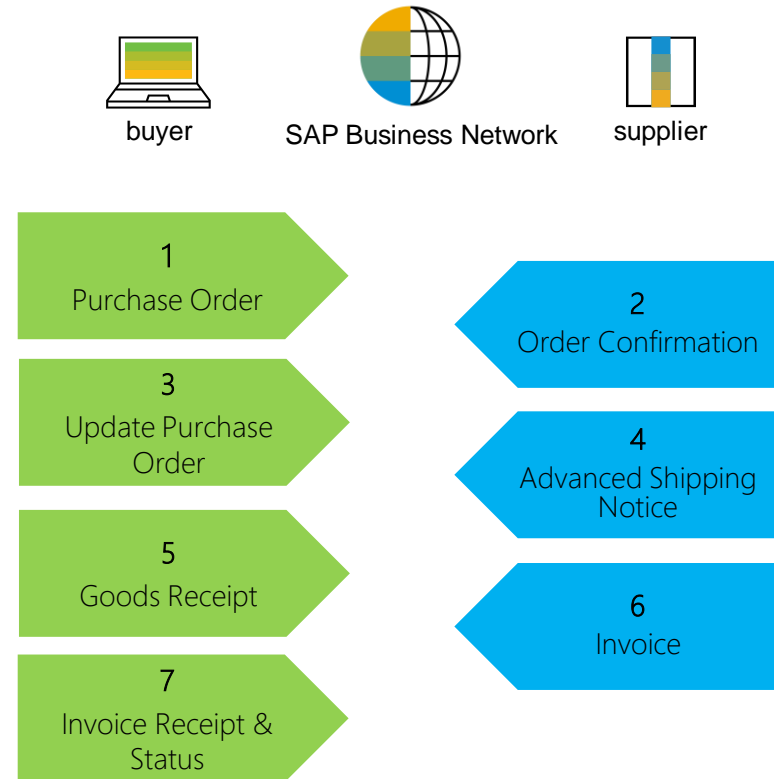 buyer
SAP Business Network
supplier
1
Purchase Order
2
Order Confirmation
3
Update Purchase
Order
4
Advanced Shipping
Notice
5
Goods Receipt
6
Invoice
7
Invoice Receipt &
Status